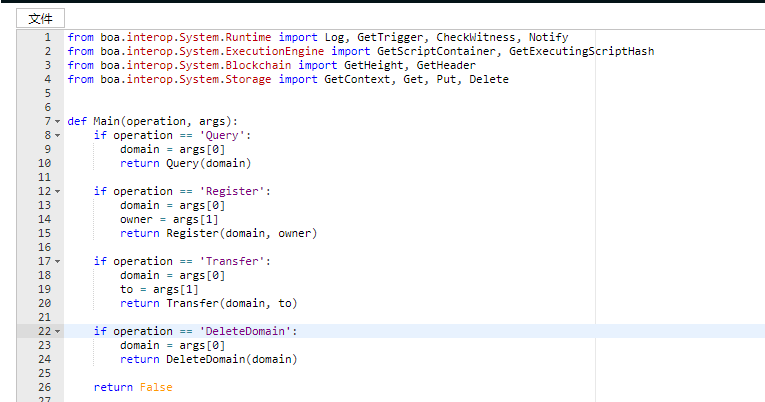 文件
1 from boa.interop.System.Runtime import Log, GetTrigger, CheckWitness, Notify
2 from boa.interop.System.ExecutionEngine import GetScriptContainer, GetExecutingScriptHash
3 from boa.interop.System.Blockchain import GetHeight, GetHeader
4 from boa.interop.System.Storage import GetContext, Get, Put, Delete
5
6
7 def Main(operation, args):
8     if operation == 'Query':
9         domain = args[0]
10         return Query(domain)
11
12     if operation == 'Register':
13         domain = args[0]
14         owner = args[1]
15         return Register(domain, owner)
16
17     if operation == 'Transfer':
18         domain = args[0]
19         to = args[1]
20         return Transfer(domain, to)
21
22     if operation == 'DeleteDomain':
23         domain = args[0]
24         return DeleteDomain(domain)
25
26     return False
27